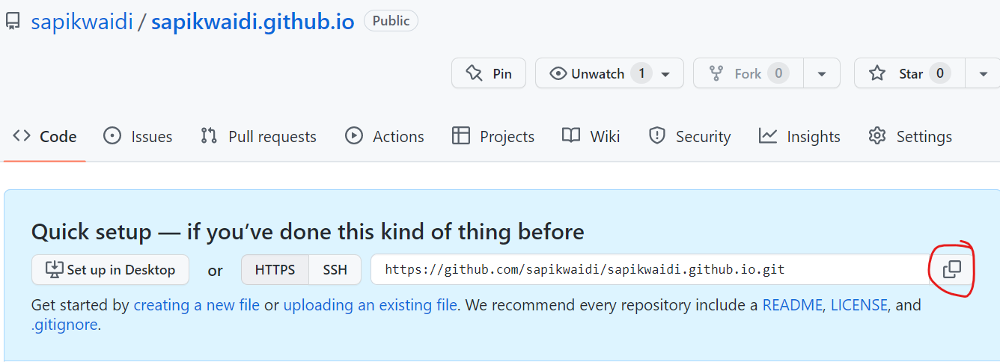 sapikwaidi / sapikwaidi.github.io Public
Pin Unwatch 1 Fork 0 Star 0
Code Issues Pull requests Actions Projects Wiki Security Insights Settings
Quick setup — if you’ve done this kind of thing before
Set up in Desktop or HTTPS SSH https://github.com/sapikwaidi/sapikwaidi.github.io.git
Get started by creating a new file or uploading an existing file. We recommend every repository include a README, LICENSE, and
.gitignore.